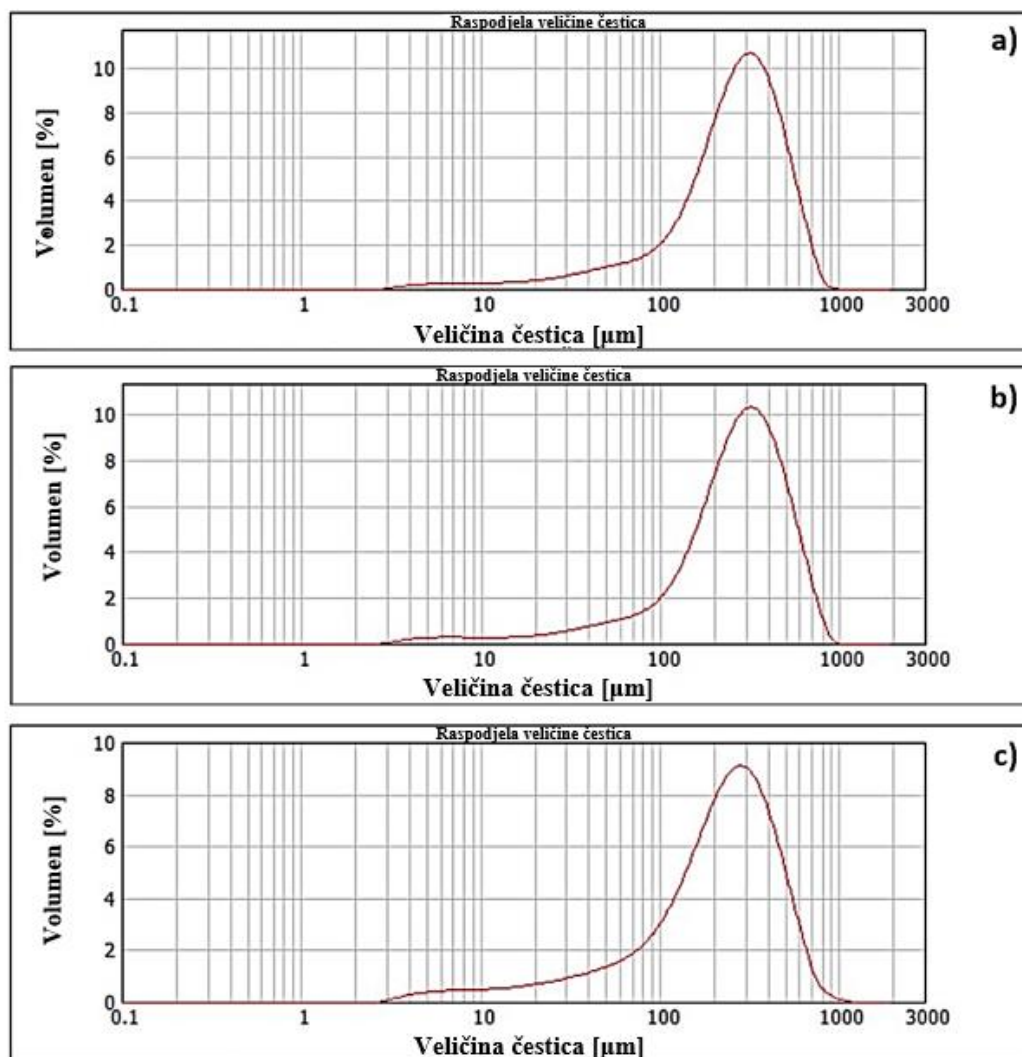 Raspodjela veličine čestica
a)
Volumen [%]
10
8
6
4
2
0
0.1 1 10 100 1000 3000
Veličina čestica [µm]
Raspodjela veličine čestica
b)
Volumen [%]
10
8
6
4
2
0
0.1 1 10 100 1000 3000
Veličina čestica [µm]
Raspodjela veličine čestica
c)
Volumen [%]
10
8
6
4
2
0
0.1 1 10 100 1000 3000
Veličina čestica [µm]